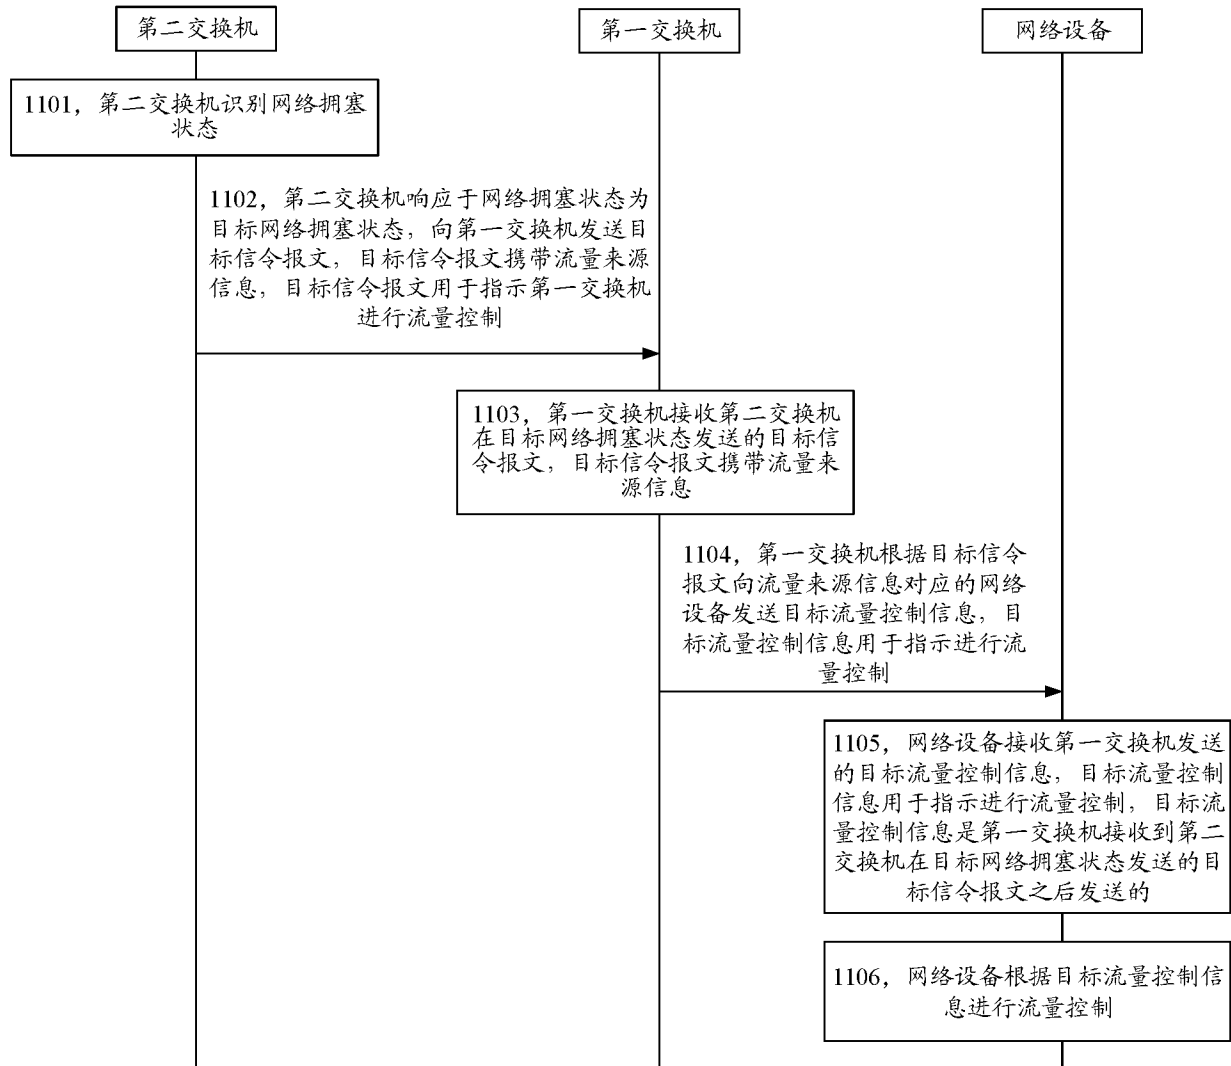 第二交换机
第一交换机
网络设备
1101，第二交换机识别网络拥塞
状态
1102，第二交换机响应于网络拥塞状态为
目标网络拥塞状态，向第一交换机发送目
标信令报文，目标信令报文携带流量来源
信息，目标信令报文用于指示第一交换机
进行流量控制
1103，第一交换机接收第二交换机
在目标网络拥塞状态发送的目标信
令报文，目标信令报文携带流量来
源信息
1104，第一交换机根据目标信令
报文向流量来源信息对应的网络
设备发送目标流量控制信息，目
标流量控制信息用于指示进行流
量控制
1105，网络设备接收第一交换机发送
的目标流量控制信息，目标流量控制
信息用于指示进行流量控制，目标流
量控制信息是第一交换机接收到第二
交换机在目标网络拥塞状态发送的目
标信令报文之后发送的
1106，网络设备根据目标流量控制信
息进行流量控制